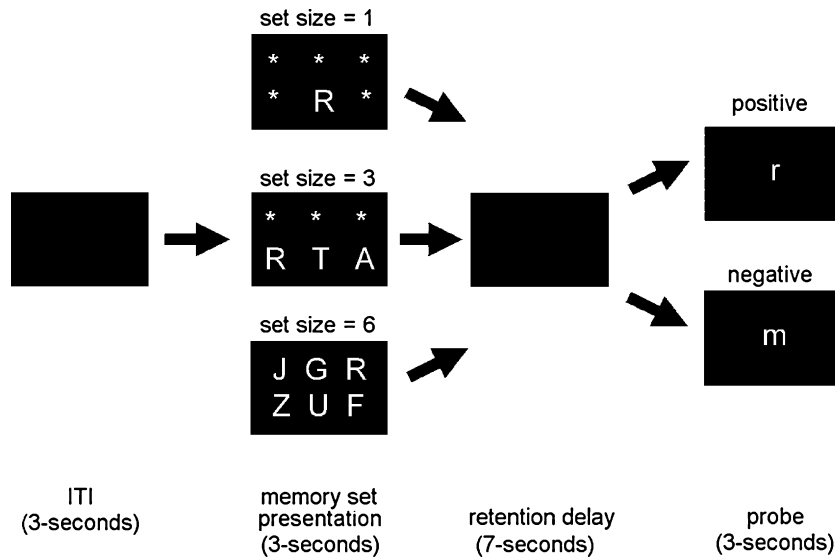 set size = 1
* * *
* R *
set size = 3
* * *
R T A
set size = 6
J G R
Z U F
positive
r
negative
m
ITI
(3-seconds)
memory set
presentation
(3-seconds)
retention delay
(7-seconds)
probe
(3-seconds)